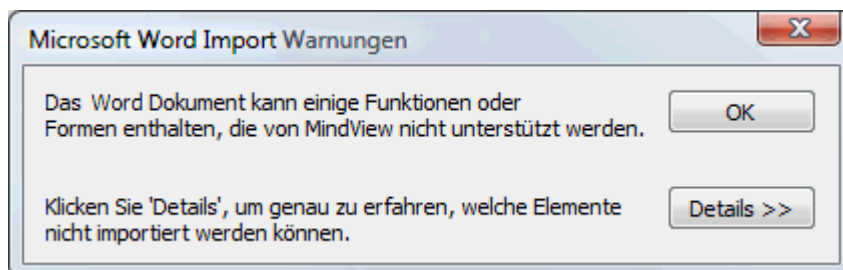 Microsoft Word Import Warnungen
Das Word Dokument kann einige Funktionen oder
Formen enthalten, die von MindView nicht unterstützt werden.
OK
Klicken Sie 'Details', um genau zu erfahren, welche Elemente
nicht importiert werden können.
Details >>